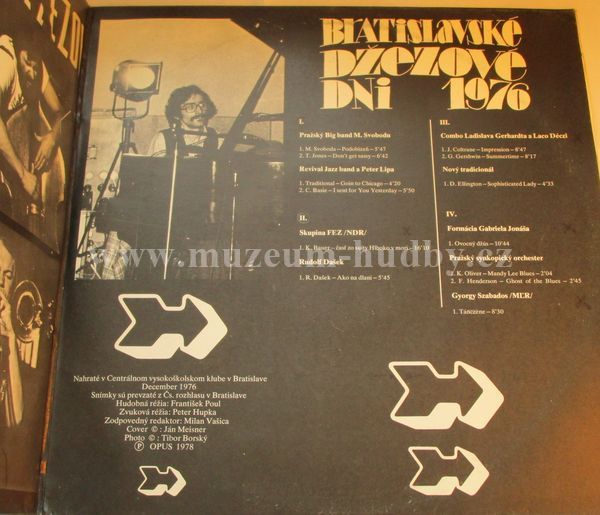 BRATISLAVSKÉ
DŽEZOVÉ
DNI 1976
I.
Pražský Big band M. Svobodu
1. M. Svoboda – Podobizeň – 5'47
2. T. Jones – Don't get sassy – 6'42
Revival Jazz band a Peter Lipa
1. Traditional – Goin to Chicago – 4'20
2. C. Basie – I sent for You Yesterday – 5'50
II.
Skupina FEZ /NDR/
1. K. Bauer – 16'10
Rudolf Dašek
1. R. Dašek – Ako na dlani – 5'45
III.
Combo Ladislava Gerhardta a Laco Déczi
1. J. Coltrane – Impression – 8'47
2. G. Gershwin – Summertime – 8'17
Nový tradicionál
1. D. Ellington – Sophisticated Lady – 4'33
IV.
Formácia Gabriela Jonáša
1. Ovocný džús – 10'44
Pražský synkopický orchester
1. K. Oliver – Mandy Lee Blues – 2'04
2. F. Henderson – Ghost of the Blues – 2'45
Gyorgy Szabados /MĽR/
1. Tánczene – 8'30
www.muzeum-hudby.cz
Nahraté v Centrálnom vysokoškolskom klube v Bratislave
December 1976
Snímky sú prevzaté z Čs. rozhlasu v Bratislave
Hudobná réžia: František Poul
Zvuková réžia: Peter Hupka
Zodpovedný redaktor: Milan Vašica
Cover ©: Ján Meisner
Photo ©: Tibor Borský
Ⓟ OPUS 1978